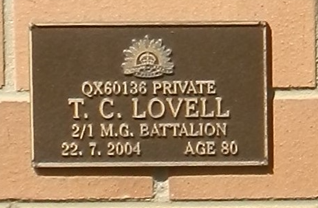 QX60136 PRIVATE
T. C. LOVELL
2/1 M.G. BATTALION
22. 7. 2004 AGE 80